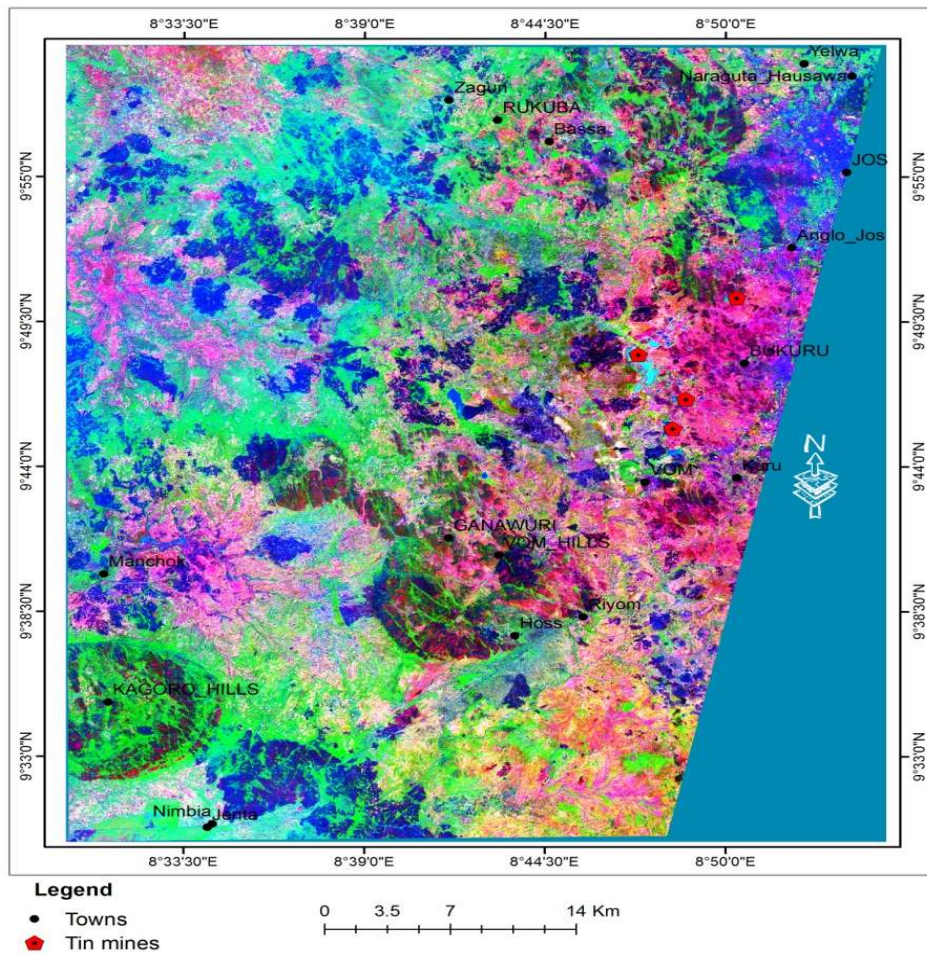 8°33'30"E 8°39'0"E 8°44'30"E 8°50'0"E
Yelwa
Naraguta_Hausawa
Zagun
RUKUBA
Bassa
9°55'0"N 9°55'0"N
JOS
Anglo_Jos
9°49'30"N 9°49'30"N
BUKURU
9°44'0"N 9°44'0"N
N
VOM Kuru
GANAWURI
VOM_HILLS
Manchok
9°38'30"N 9°38'30"N
Riyom
Hoss
KAGORO_HILLS
9°33'0"N 9°33'0"N
Nimbia Jenta
8°33'30"E 8°39'0"E 8°44'30"E 8°50'0"E
Legend
Towns
Tin mines
0 3.5 7 14 Km